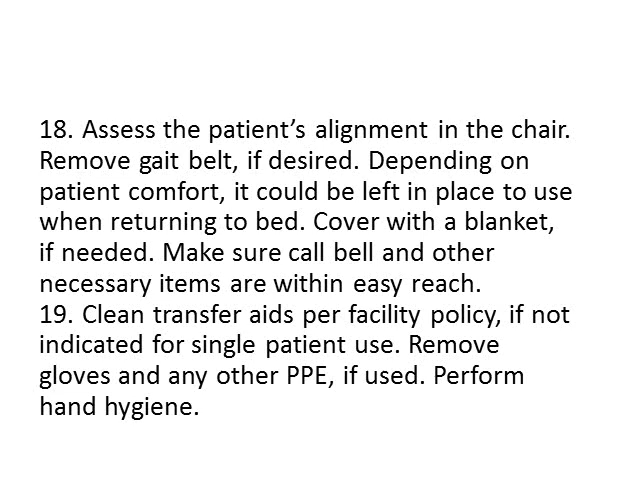 18. Assess the patient’s alignment in the chair.
Remove gait belt, if desired. Depending on
patient comfort, it could be left in place to use
when returning to bed. Cover with a blanket,
if needed. Make sure call bell and other
necessary items are within easy reach.
19. Clean transfer aids per facility policy, if not
indicated for single patient use. Remove
gloves and any other PPE, if used. Perform
hand hygiene.